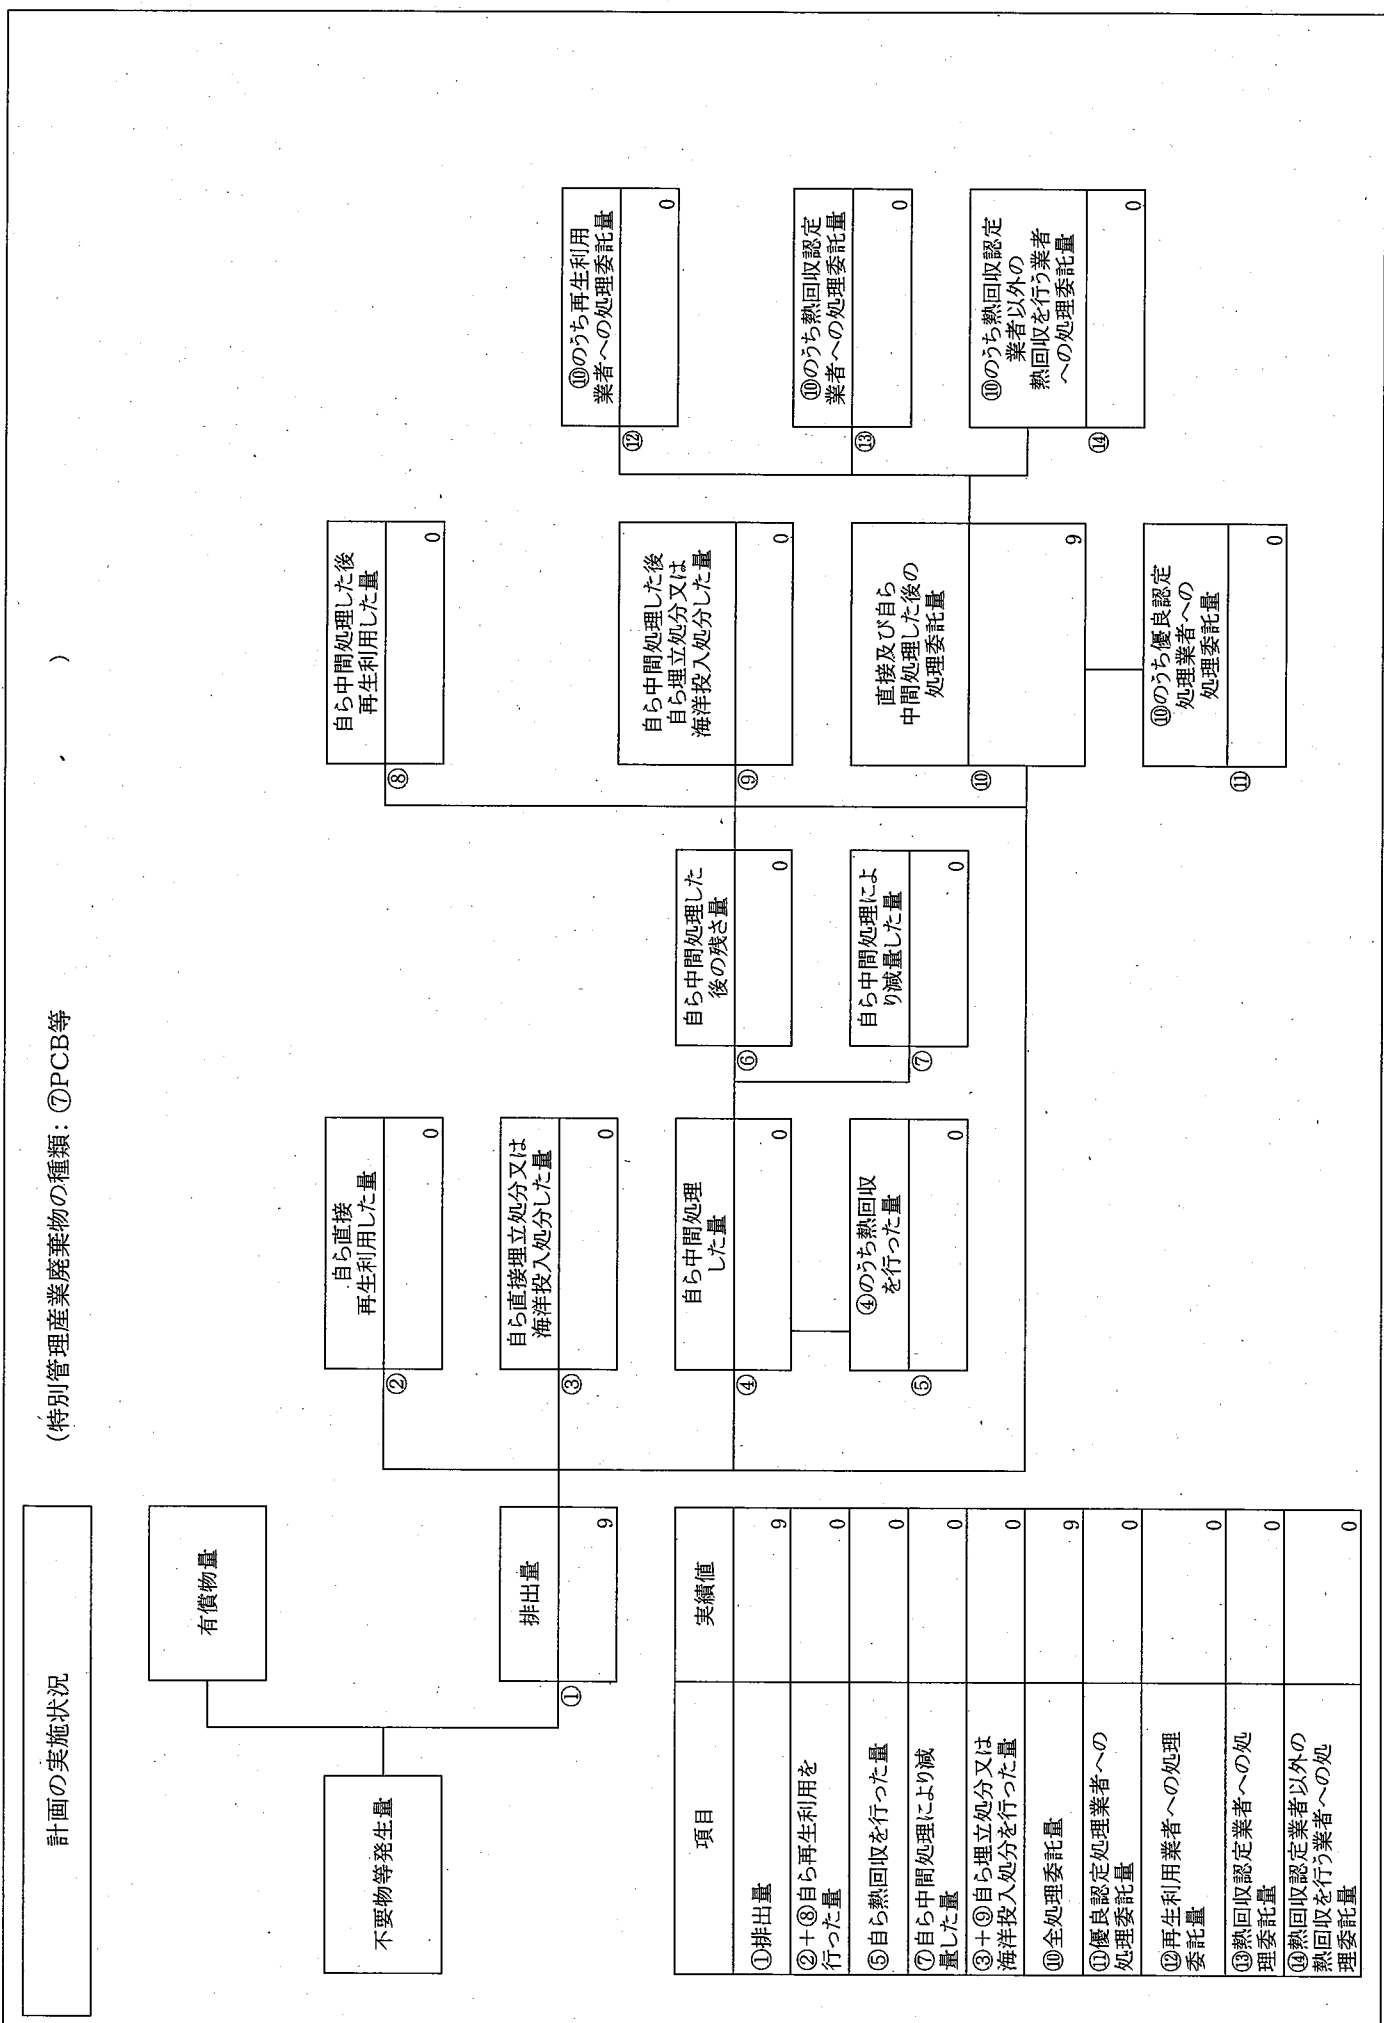 計画の実施状況
(特別管理産業廃棄物の種類：⑦PCB等
)
不要物等発生量
有償物量
①
排出量
9
②
自ら直接
再生利用した量
0
③
自ら直接埋立処分又は
海洋投入処分した量
0
④
自ら中間処理
した量
0
⑤
④のうち熱回収
を行った量
0
⑥
自ら中間処理した
後の残さ量
0
⑦
自ら中間処理によ
り減量した量
0
⑧
自ら中間処理した後
再生利用した量
0
⑨
自ら中間処理した後
自ら埋立処分又は
海洋投入処分した量
0
⑩
直接及び自ら
中間処理した後の
処理委託量
9
⑪
⑩のうち優良認定
処理業者への
処理委託量
0
⑫
⑩のうち再生利用
業者への処理委託量
0
⑬
⑩のうち熱回収認定
業者への処理委託量
0
⑭
⑩のうち熱回収認定
業者以外の
熱回収を行う業者
への処理委託量
0
項目 実績値
①排出量 9
②+⑧自ら再生利用を
行った量 0
⑤自ら熱回収を行った量 0
⑦自ら中間処理により減
量した量 0
③+⑨自ら埋立処分又は
海洋投入処分を行った量 0
⑩全処理委託量 9
⑪優良認定処理業者への
処理委託量 0
⑫再生利用業者への処理
委託量 0
⑬熱回収認定業者への処
理委託量 0
⑭熱回収認定業者以外の
熱回収を行う業者への処
理委託量 0